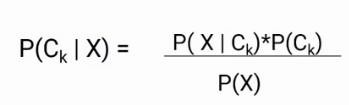 P(Cₖ | X) = P( X | Cₖ)*P(Cₖ)
P(X)